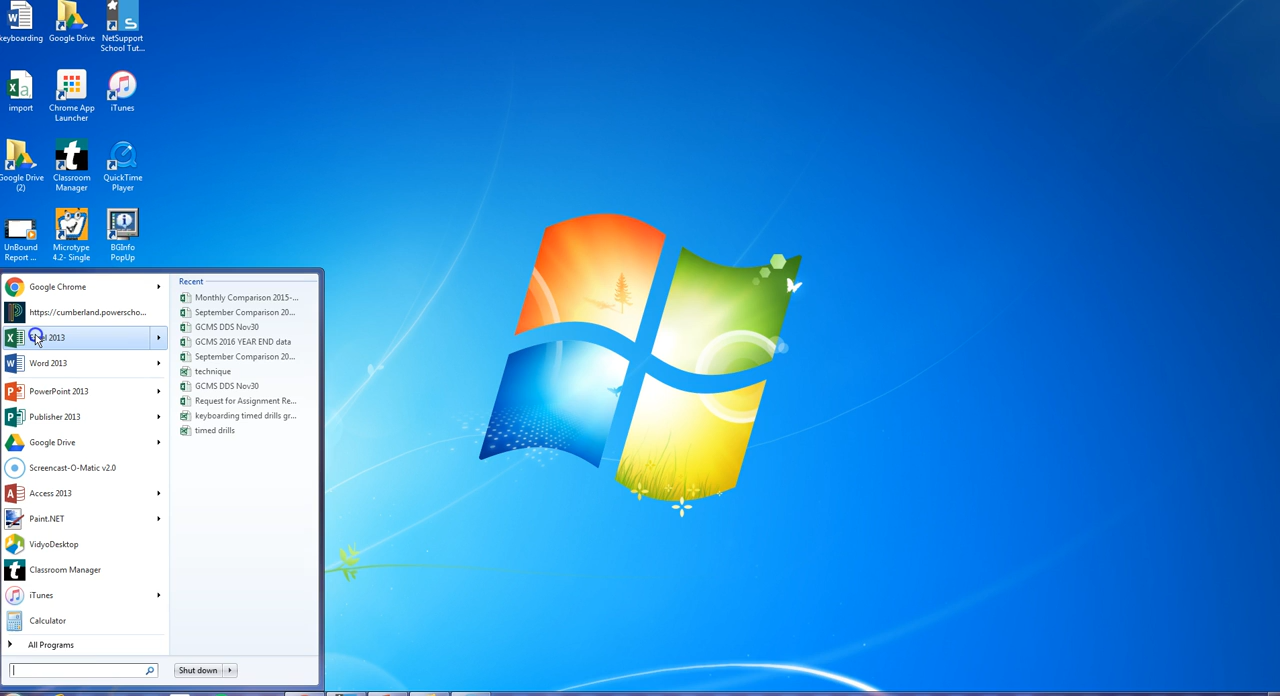 keyboarding
Google Drive
NetSupport
School Tut...
import
Chrome App
Launcher
iTunes
Google Drive
(2)
Classroom
Manager
QuickTime
Player
UnBound
Report ...
Microtype
4.2- Single
BGInfo
PopUp
Google Chrome
https://cumberland.powerscho...
Excel 2013
Word 2013
PowerPoint 2013
Publisher 2013
Google Drive
Screencast-O-Matic v2.0
Access 2013
Paint.NET
VidyoDesktop
Classroom Manager
iTunes
Calculator
All Programs
Recent
Monthly Comparison 2015-...
September Comparison 20...
GCMS DDS Nov30
GCMS 2016 YEAR END data
September Comparison 20...
technique
GCMS DDS Nov30
Request for Assignment Re...
keyboarding timed drills gr...
timed drills
Shut down